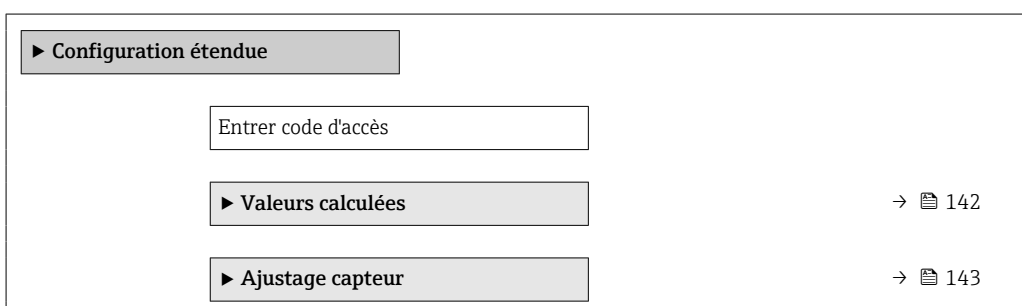 ▶ Configuration étendue
Entrer code d'accès
▶ Valeurs calculées → 🖺 142
▶ Ajustage capteur → 🖺 143